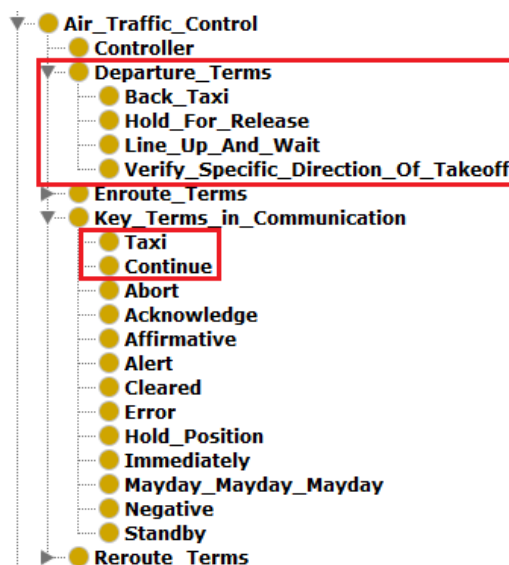 Air_Traffic_Control
Controller
Departure_Terms
Back_Taxi
Hold_For_Release
Line_Up_And_Wait
Verify_Specific_Direction_Of_Takeoff
Enroute_Terms
Key_Terms_in_Communication
Taxi
Continue
Abort
Acknowledge
Affirmative
Alert
Cleared
Error
Hold_Position
Immediately
Mayday_Mayday_Mayday
Negative
Standby
Reroute_Terms